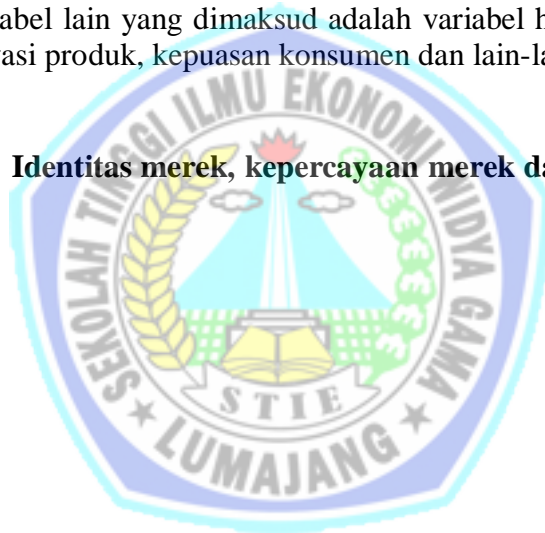 abel lain yang dimaksud adalah variabel h
vasi produk, kepuasan konsumen dan lain-la
Identitas merek, kepercayaan merek da
SEKOLAH TINGGI ILMU EKONOMI WIDYA GAMA
STIE
LUMAJANG